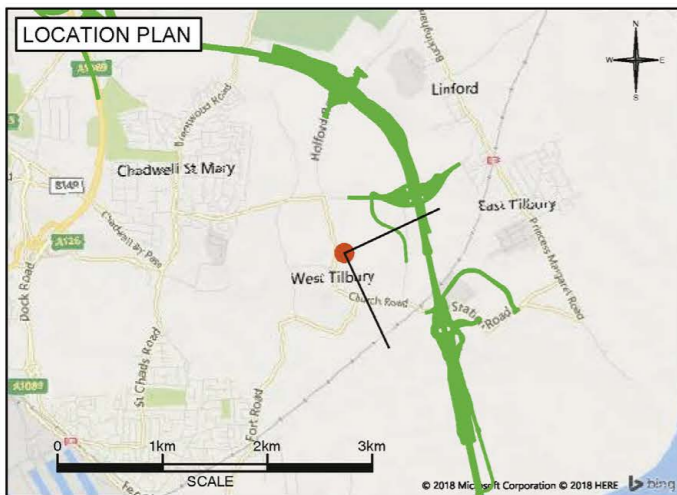 LOCATION PLAN
N
W
E
S
A1089
Buckingham
Linford
Brentwood Road
Holford
Chadwell St Mary
B149
East Tilbury
Chadwell By Pass
A126
Princess Margaret Road
West Tilbury
Church Road
Dock Road
Station Road
St Chads Road
A1089
Fort Road
0
1km
2km
3km
SCALE
© 2018 Microsoft Corporation © 2018 HERE
bing